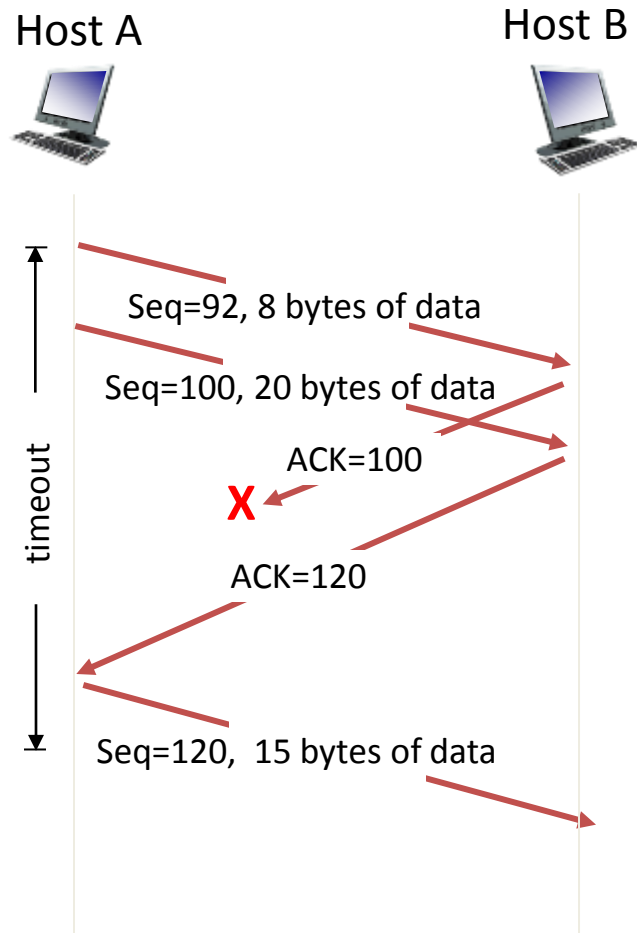 Host A
Host B
Seq=92, 8 bytes of data
Seq=100, 20 bytes of data
ACK=100
X
timeout
ACK=120
Seq=120, 15 bytes of data